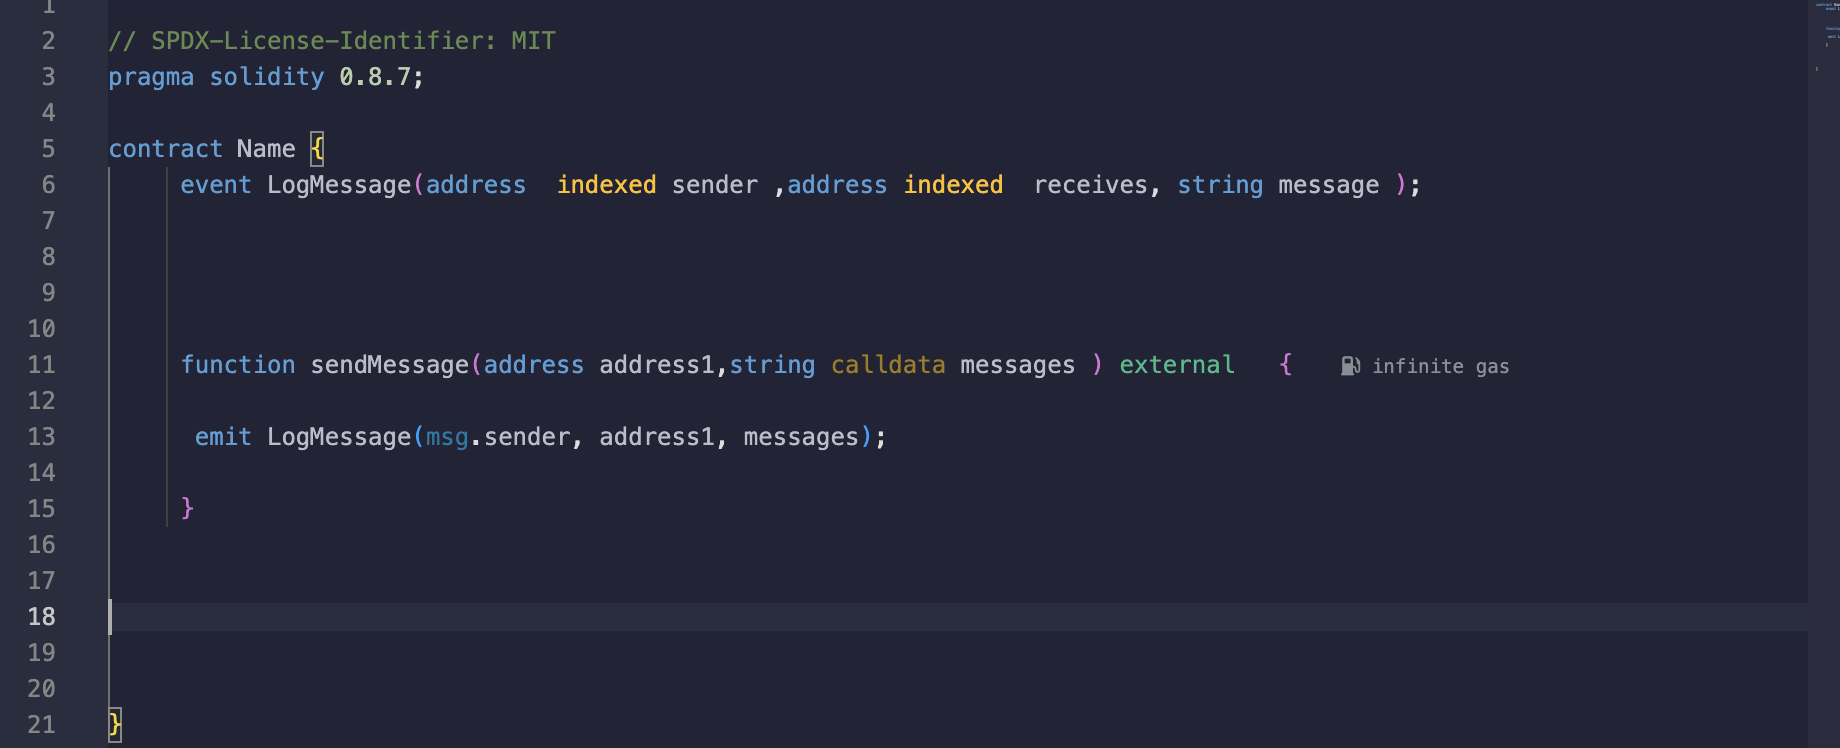 1
2 // SPDX-License-Identifier: MIT
3 pragma solidity 0.8.7;
4
5 contract Name {
6 event LogMessage(address  indexed sender ,address indexed  receives, string message );
7
8
9
10
11 function sendMessage(address address1,string calldata messages ) external   { infinite gas
12
13 emit LogMessage(msg.sender, address1, messages);
14
15 }
16
17
18
19
20
21 }